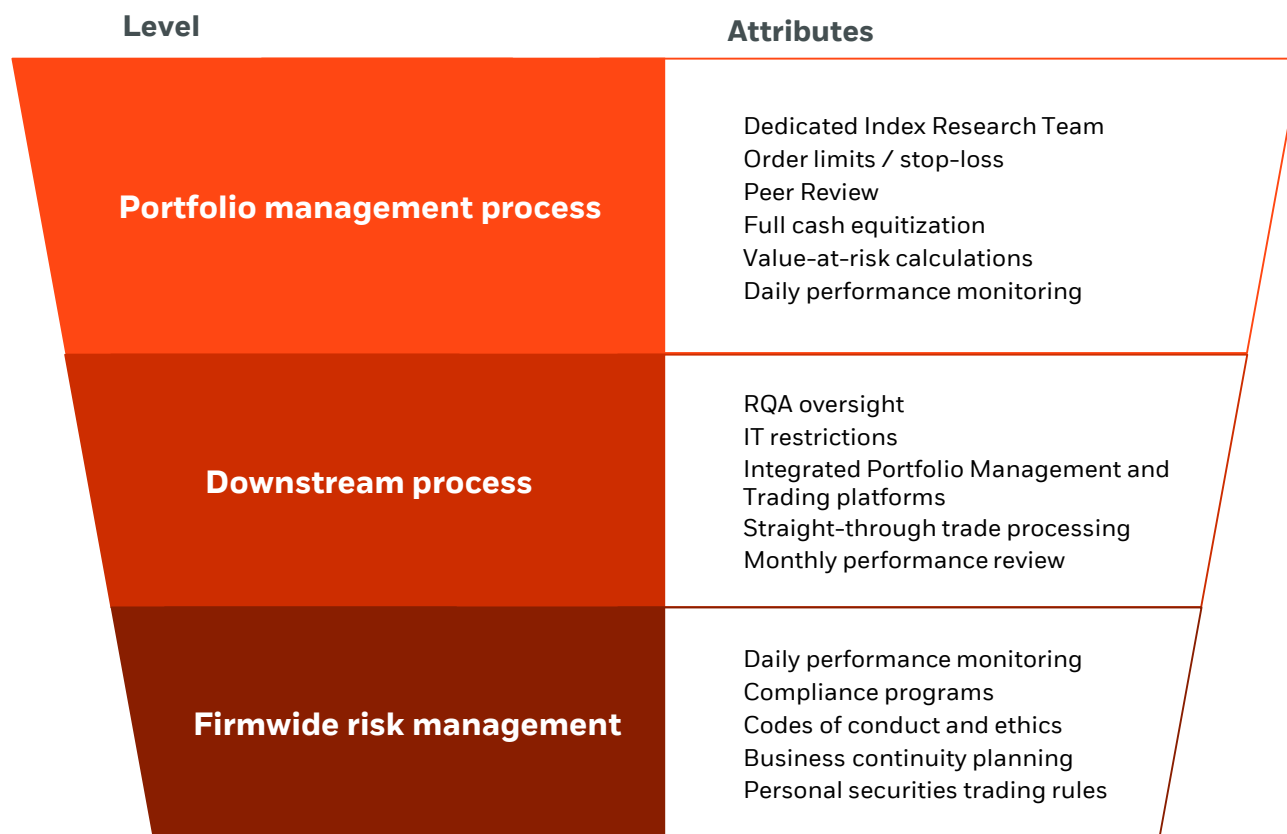 Level
Attributes
Portfolio management process
Dedicated Index Research Team
Order limits / stop-loss
Peer Review
Full cash equitization
Value-at-risk calculations
Daily performance monitoring
Downstream process
RQA oversight
IT restrictions
Integrated Portfolio Management and
Trading platforms
Straight-through trade processing
Monthly performance review
Firmwide risk management
Daily performance monitoring
Compliance programs
Codes of conduct and ethics
Business continuity planning
Personal securities trading rules